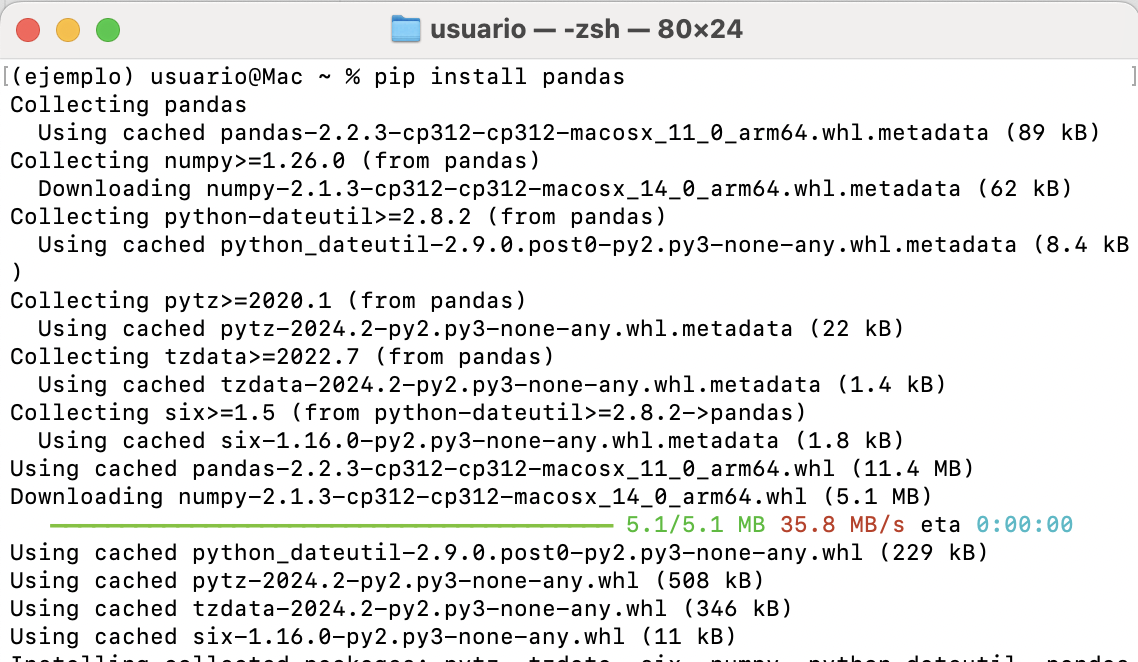 usuario — -zsh — 80×24
[(ejemplo) usuario@Mac ~ % pip install pandas ]
Collecting pandas
  Using cached pandas-2.2.3-cp312-cp312-macosx_11_0_arm64.whl.metadata (89 kB)
Collecting numpy>=1.26.0 (from pandas)
  Downloading numpy-2.1.3-cp312-cp312-macosx_14_0_arm64.whl.metadata (62 kB)
Collecting python-dateutil>=2.8.2 (from pandas)
  Using cached python_dateutil-2.9.0.post0-py2.py3-none-any.whl.metadata (8.4 kB
)
Collecting pytz>=2020.1 (from pandas)
  Using cached pytz-2024.2-py2.py3-none-any.whl.metadata (22 kB)
Collecting tzdata>=2022.7 (from pandas)
  Using cached tzdata-2024.2-py2.py3-none-any.whl.metadata (1.4 kB)
Collecting six>=1.5 (from python-dateutil>=2.8.2->pandas)
  Using cached six-1.16.0-py2.py3-none-any.whl.metadata (1.8 kB)
Using cached pandas-2.2.3-cp312-cp312-macosx_11_0_arm64.whl (11.4 MB)
Downloading numpy-2.1.3-cp312-cp312-macosx_14_0_arm64.whl (5.1 MB)
5.1/5.1 MB 35.8 MB/s eta 0:00:00
Using cached python_dateutil-2.9.0.post0-py2.py3-none-any.whl (229 kB)
Using cached pytz-2024.2-py2.py3-none-any.whl (508 kB)
Using cached tzdata-2024.2-py2.py3-none-any.whl (346 kB)
Using cached six-1.16.0-py2.py3-none-any.whl (11 kB)
Installing collected packages: pytz, tzdata, six, numpy, python-dateutil, pandas